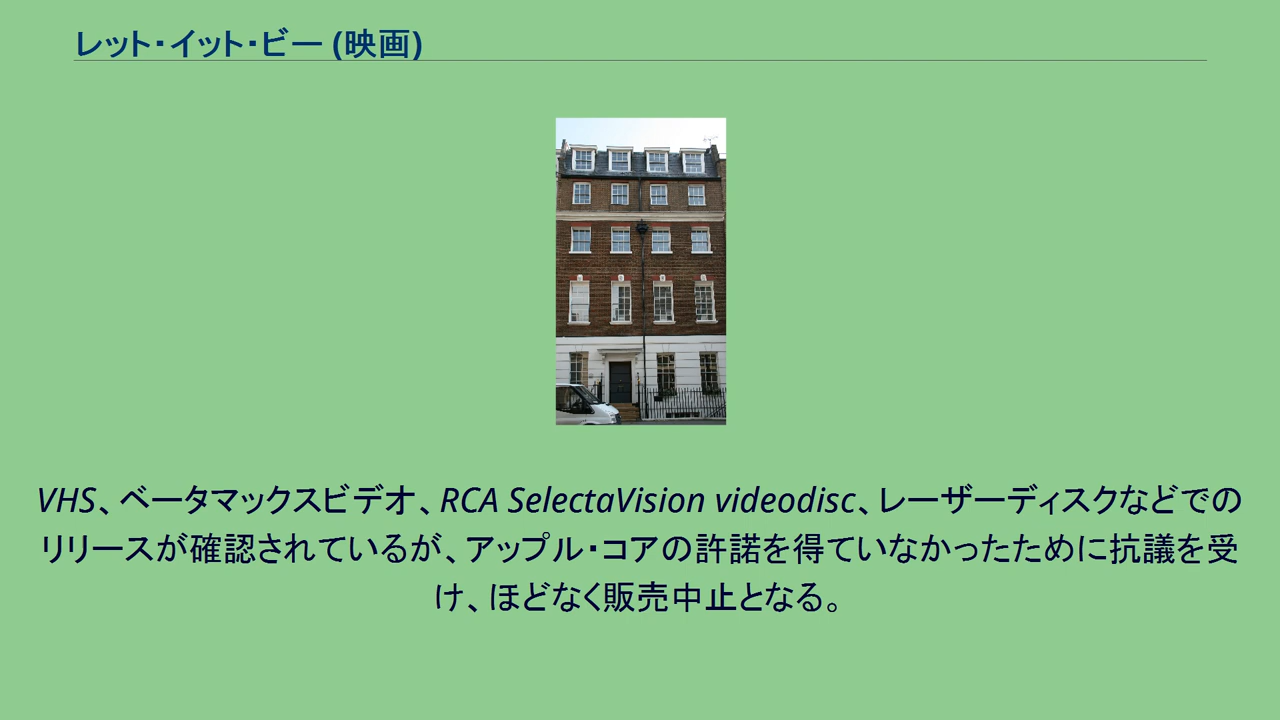 レット・イット・ビー (映画)
VHS、ベータマックスビデオ、RCA SelectaVision videodisc、レーザーディスクなどでの
リリースが確認されているが、アップル・コアの許諾を得ていなかったために抗議を受
け、ほどなく販売中止となる。